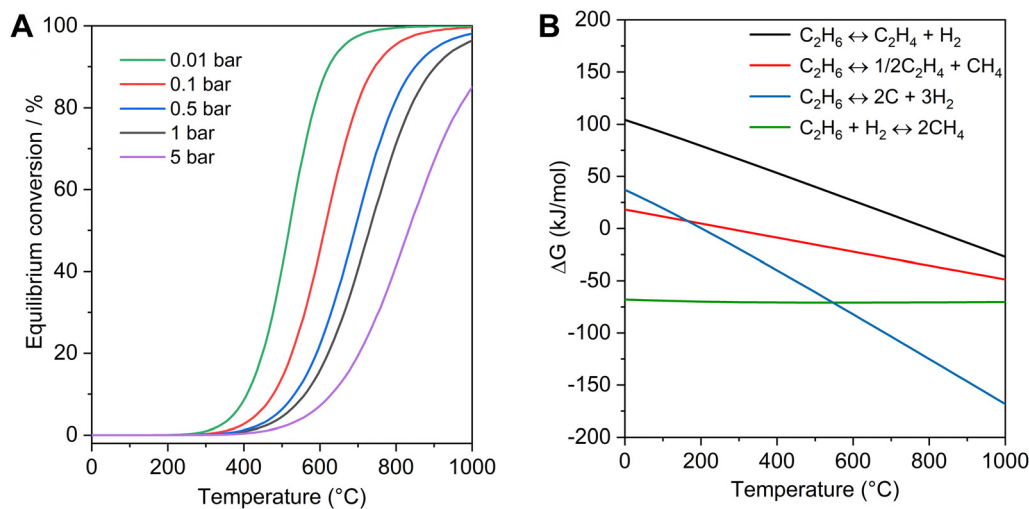 A
100
80
60
40
20
0
Equilibrium conversion / %
0.01 bar
0.1 bar
0.5 bar
1 bar
5 bar
0 200 400 600 800 1000
Temperature (°C)
B
200
150
100
50
0
-50
-100
-150
-200
ΔG (kJ/mol)
C₂H₆ ↔ C₂H₄ + H₂
C₂H₆ ↔ 1/2C₂H₄ + CH₄
C₂H₆ ↔ 2C + 3H₂
C₂H₆ + H₂ ↔ 2CH₄
0 200 400 600 800 1000
Temperature (°C)